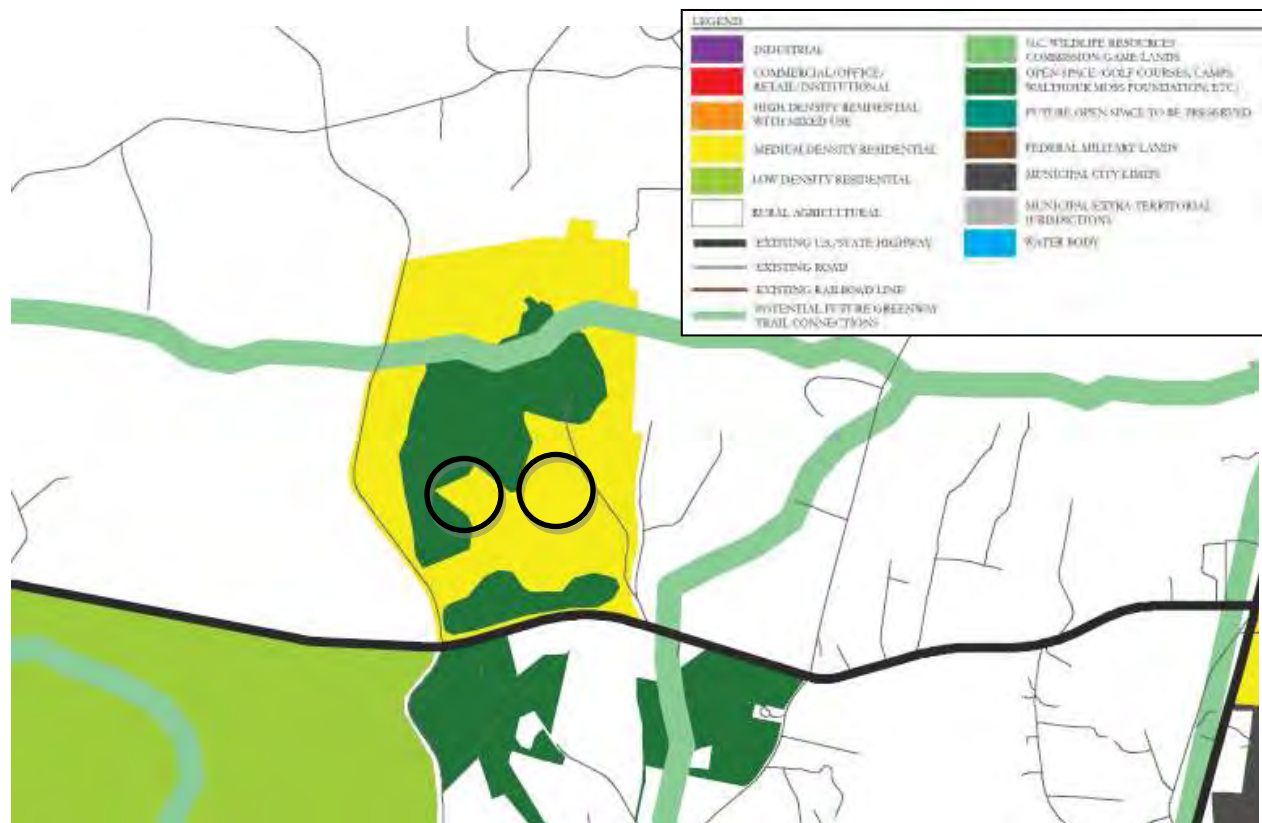 LEGEND
INDUSTRIAL
COMMERCIAL/OFFICE/
RETAIL/INSTITUTIONAL
HIGH DENSITY RESIDENTIAL
WITH MIXED USE
MEDIUM DENSITY RESIDENTIAL
LOW DENSITY RESIDENTIAL
RURAL AGRICULTURAL
EXISTING U.S./STATE HIGHWAY
EXISTING ROAD
EXISTING RAILROAD LINE
POTENTIAL FUTURE GREENWAY
TRAIL CONNECTIONS
N.C. WILDLIFE RESOURCES
COMMISSION GAME LANDS
OPEN SPACE (GOLF COURSES, CAMPS,
WALTHOUR MOSS FOUNDATION, ETC.)
FUTURE OPEN SPACE TO BE PRESERVED
FEDERAL MILITARY LANDS
MUNICIPAL CITY LIMITS
MUNICIPAL EXTRA TERRITORIAL
JURISDICTIONS
WATER BODY